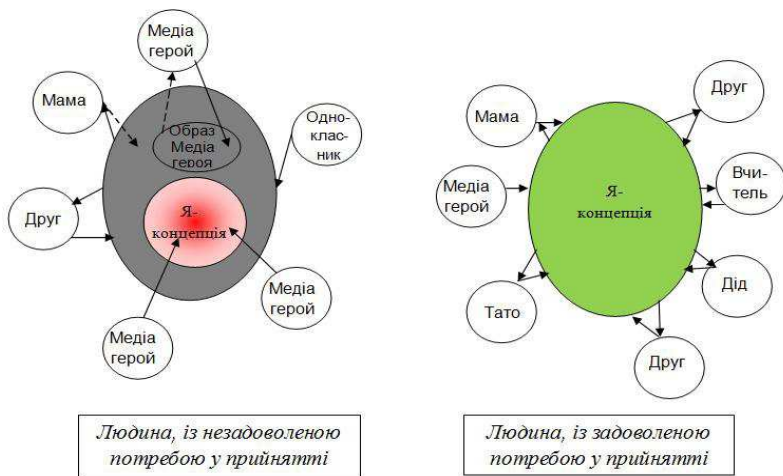 Медіа
герой
Мама
Образ
Медіа
героя
Одно-
клас-
ник
Друг
Я-
концепція
Медіа
герой
Медіа
герой
Людина, із незадоволеною
потребою у прийнятті
Друг
Мама
Вчи-
тель
Медіа
герой
Я-
концепція
Дід
Тато
Друг
Людина, із задоволеною
потребою у прийнятті